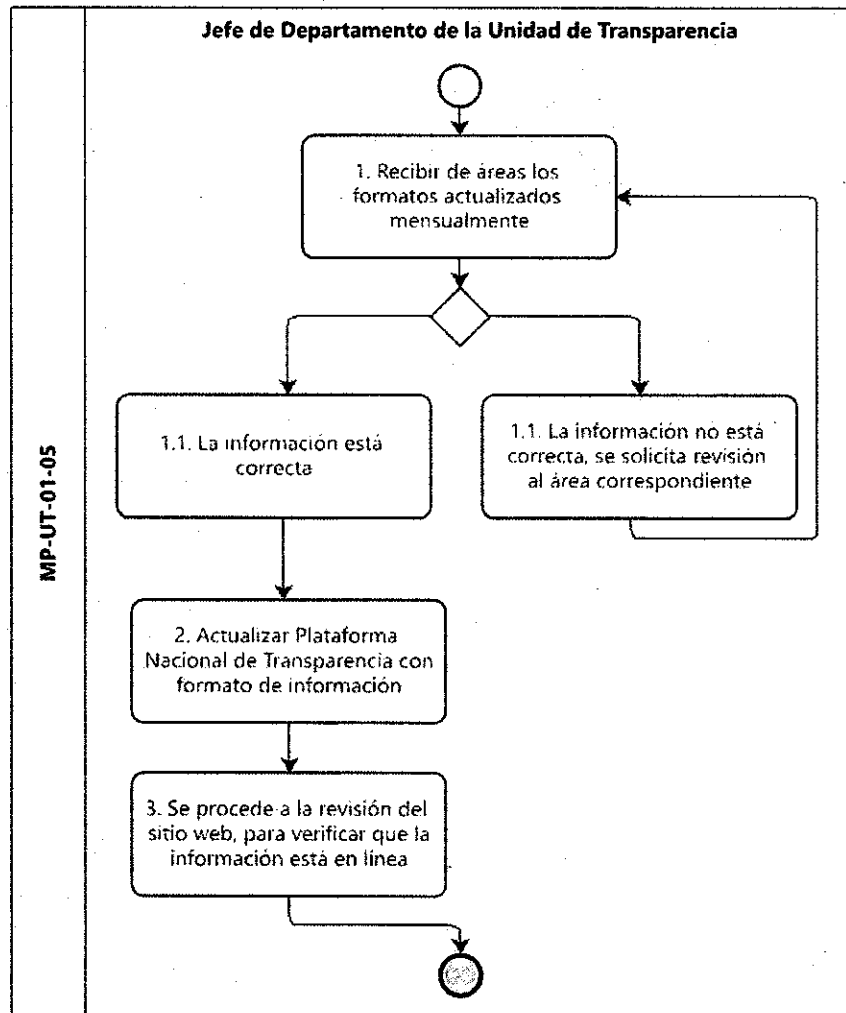 Jefe de Departamento de la Unidad de Transparencia
MP-UT-01-05
1. Recibir de áreas los
formatos actualizados
mensualmente
1.1. La información está
correcta
1.1. La información no está
correcta, se solicita revisión
al área correspondiente
2. Actualizar Plataforma
Nacional de Transparencia con
formato de información
3. Se procede a la revisión del
sitio web, para verificar que la
información está en línea